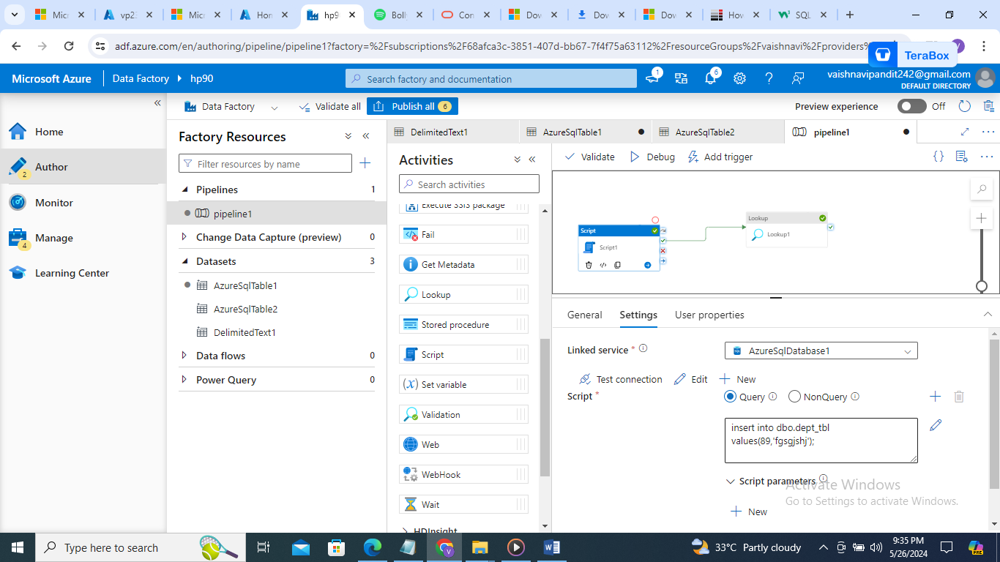 Micr
vp23
Micr
Hon
hp9
Boll
Con
Dov
Dov
Dov
How
SQL
adf.azure.com/en/authoring/pipeline/pipeline1?factory=%2Fsubscriptions%2F68afca3c-3851-407d-bb67-7f4f75a63112%2FresourceGroups%2Fvaishnavi%2Fproviders%
TeraBox
Microsoft Azure
Data Factory
hp90
Search factory and documentation
1
6
vaishnavipandit242@gmail.com
DEFAULT DIRECTORY
Home
Author
2
Monitor
Manage
4
Learning Center
Data Factory
Validate all
Publish all 6
Preview experience
Off
Factory Resources
Filter resources by name
Pipelines 1
pipeline1
Change Data Capture (preview) 0
Datasets 3
AzureSqlTable1
AzureSqlTable2
DelimitedText1
Data flows 0
Power Query 0
DelimitedText1
AzureSqlTable1
AzureSqlTable2
pipeline1
Activities
Search activities
Execute SSIS package
Fail
Get Metadata
Lookup
Stored procedure
Script
Set variable
Validation
Web
WebHook
Wait
HDInsight
Validate
Debug
Add trigger
Script
Script1
Lookup
Lookup1
General
Settings
User properties
Linked service *
AzureSqlDatabase1
Test connection
Edit
New
Script *
Query
NonQuery
insert into dbo.dept_tbl
values(89,'fgsgjshj');
Script parameters
New
Activate Windows
Go to Settings to activate Windows.
Type here to search
33°C Partly cloudy
9:35 PM
5/26/2024
PRE